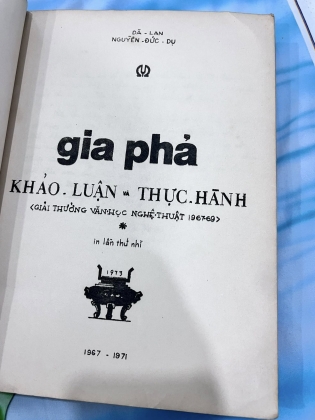 DÃ - LAN
NGUYỄN - ĐỨC - DỤ
gia phả
KHẢO - LUẬN VÀ THỰC - HÀNH
<GIẢI THƯỞNG VĂN-HỌC NGHỆ-THUẬT 1967-69>
*
in lần thứ nhì
1973
1967 - 1971